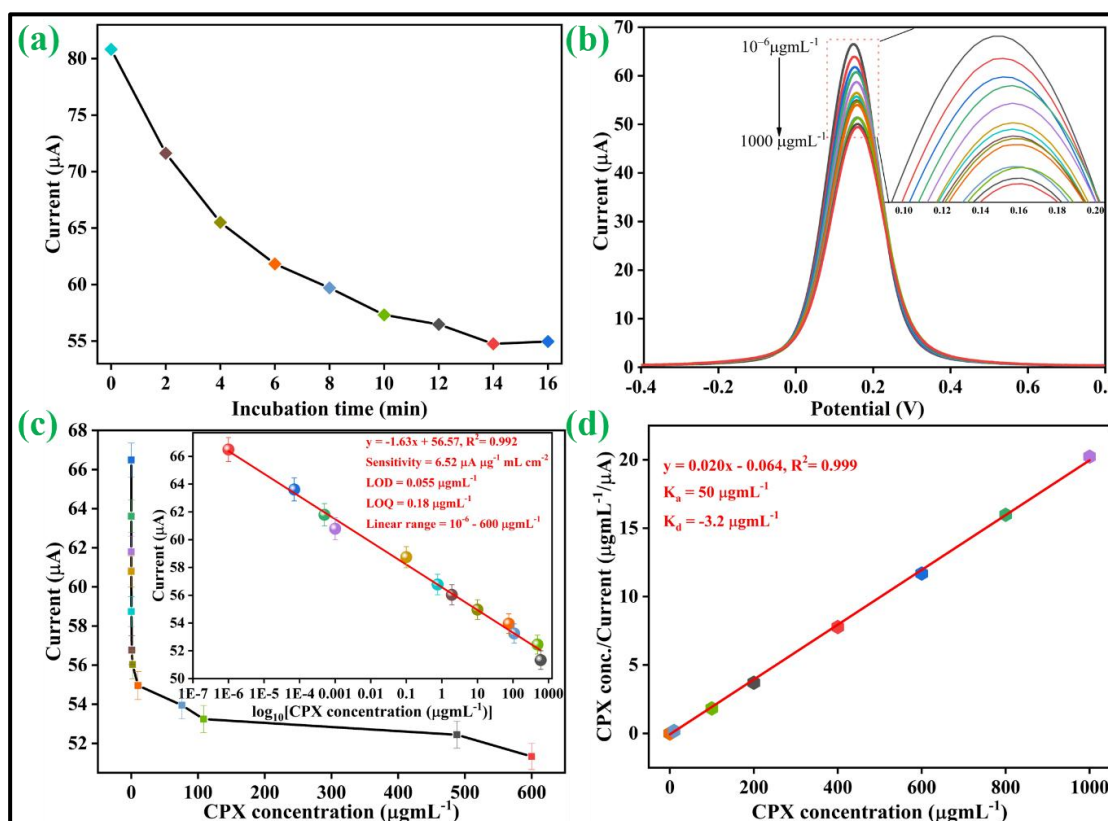 (a)
80
75
70
65
60
55
Current (μA)
0 2 4 6 8 10 12 14 16
Incubation time (min)
(b)
70
60
50
40
30
20
10
0
Current (μA)
10⁻⁶μgmL⁻¹
1000 μgmL⁻¹
0.10 0.12 0.14 0.16 0.18 0.20
-0.4 -0.2 0.0 0.2 0.4 0.6 0.
Potential (V)
(c)
68
66
64
62
60
58
56
54
52
Current (μA)
66
64
62
60
58
56
54
52
50
Current (μA)
y = -1.63x + 56.57, R²= 0.992
Sensitivity = 6.52 μA μg⁻¹ mL cm⁻²
LOD = 0.055 μgmL⁻¹
LOQ = 0.18 μgmL⁻¹
Linear range = 10⁻⁶ - 600 μgmL⁻¹
1E-7 1E-6 1E-5 1E-4 0.001 0.01 0.1 1 10 100 1000
log₁₀[CPX concentration (μgmL⁻¹)]
0 100 200 300 400 500 600
CPX concentration (μgmL⁻¹)
(d)
20
15
10
5
0
CPX conc./Current (μgmL⁻¹/μA)
y = 0.020x - 0.064, R²= 0.999
Kₐ = 50 μgmL⁻¹
K_d = -3.2 μgmL⁻¹
0 200 400 600 800 1000
CPX concentration (μgmL⁻¹)